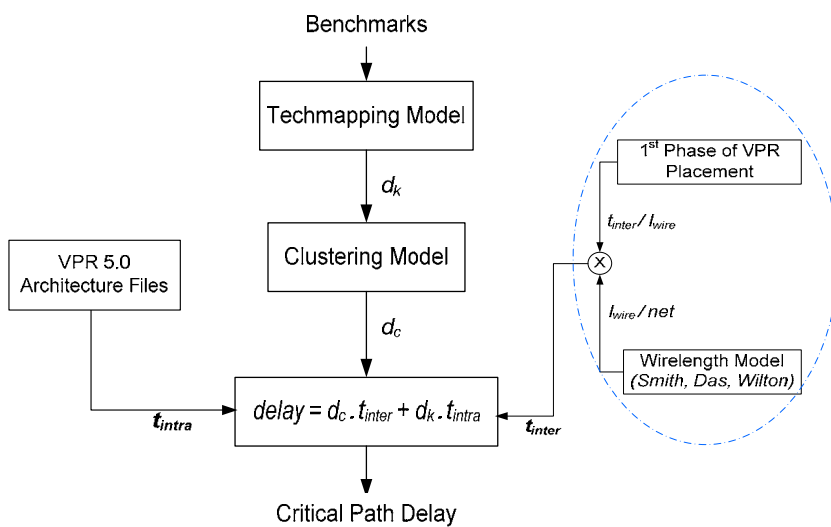 Benchmarks
Techmapping Model
1st Phase of VPR
Placement
dk
tinter / lwire
VPR 5.0
Architecture Files
Clustering Model
X
lwire / net
dc
Wirelength Model
(Smith, Das, Wilton)
tintra
delay = dc . tinter + dk . tintra
tinter
Critical Path Delay